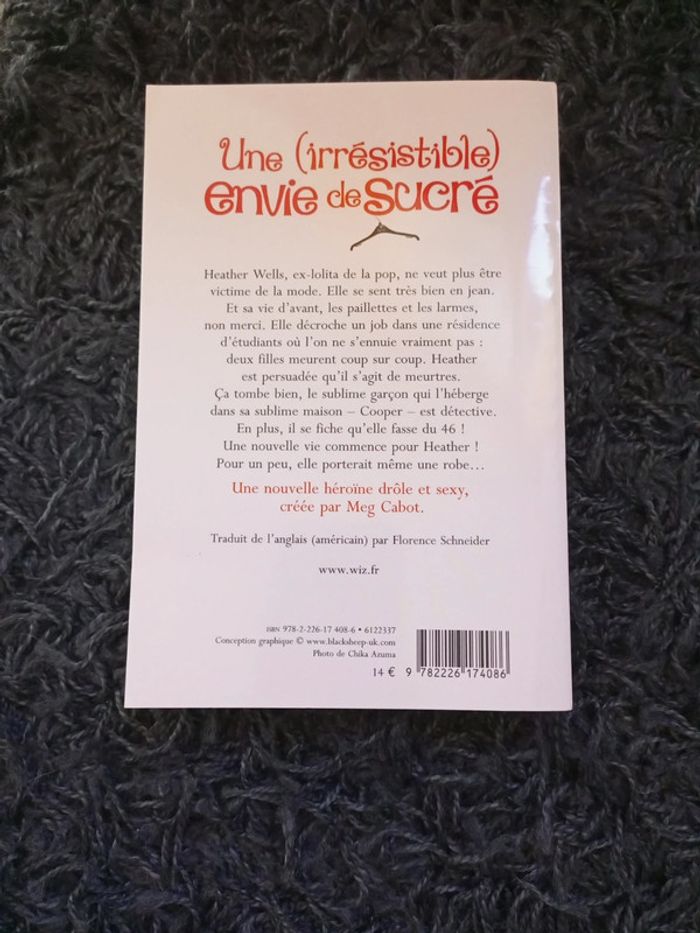 Une (irrésistible)
envie de sucré
Heather Wells, ex-lolita de la pop, ne veut plus être
victime de la mode. Elle se sent très bien en jean.
Et sa vie d'avant, les paillettes et les larmes,
non merci. Elle décroche un job dans une résidence
d'étudiants où l'on ne s'ennuie vraiment pas :
deux filles meurent coup sur coup. Heather
est persuadée qu'il s'agit de meurtres.
Ça tombe bien, le sublime garçon qui l'héberge
dans sa sublime maison – Cooper – est détective.
En plus, il se fiche qu'elle fasse du 46 !
Une nouvelle vie commence pour Heather !
Pour un peu, elle porterait même une robe...
Une nouvelle héroïne drôle et sexy,
créée par Meg Cabot.
Traduit de l'anglais (américain) par Florence Schneider
www.wiz.fr
ISBN 978-2-226-17 408-6 • 6122337
Conception graphique © www.blacksheep-uk.com
Photo de Chika Azuma
14 €
9 782226 174086